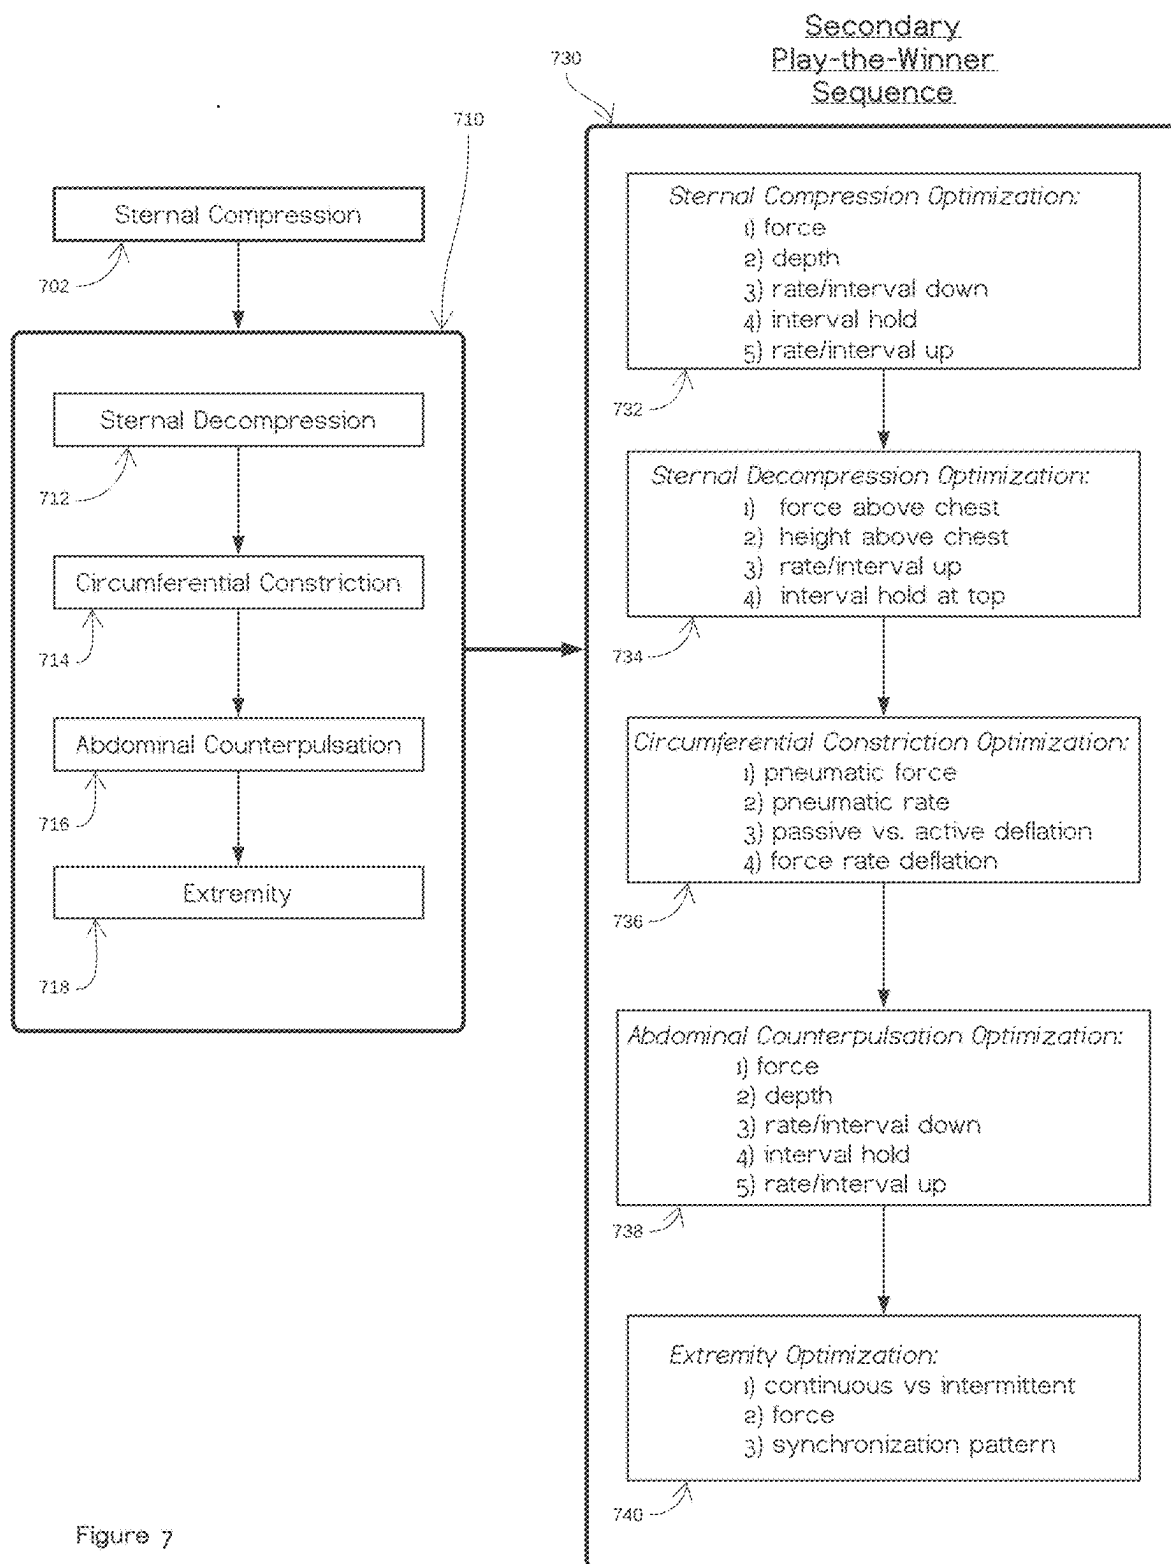 Secondary
Play-the-Winner
Sequence
730
710
Sternal Compression
702
Sternal Decompression
712
Circumferential Constriction
714
Abdominal Counterpulsation
716
Extremity
718
Sternal Compression Optimization:
1) force
2) depth
3) rate/interval down
4) interval hold
5) rate/interval up
732
Sternal Decompression Optimization:
1) force above chest
2) height above chest
3) rate/interval up
4) interval hold at top
734
Circumferential Constriction Optimization:
1) pneumatic force
2) pneumatic rate
3) passive vs. active deflation
4) force rate deflation
736
Abdominal Counterpulsation Optimization:
1) force
2) depth
3) rate/interval down
4) interval hold
5) rate/interval up
738
Extremity Optimization:
1) continuous vs intermittent
2) force
3) synchronization pattern
740
Figure 7